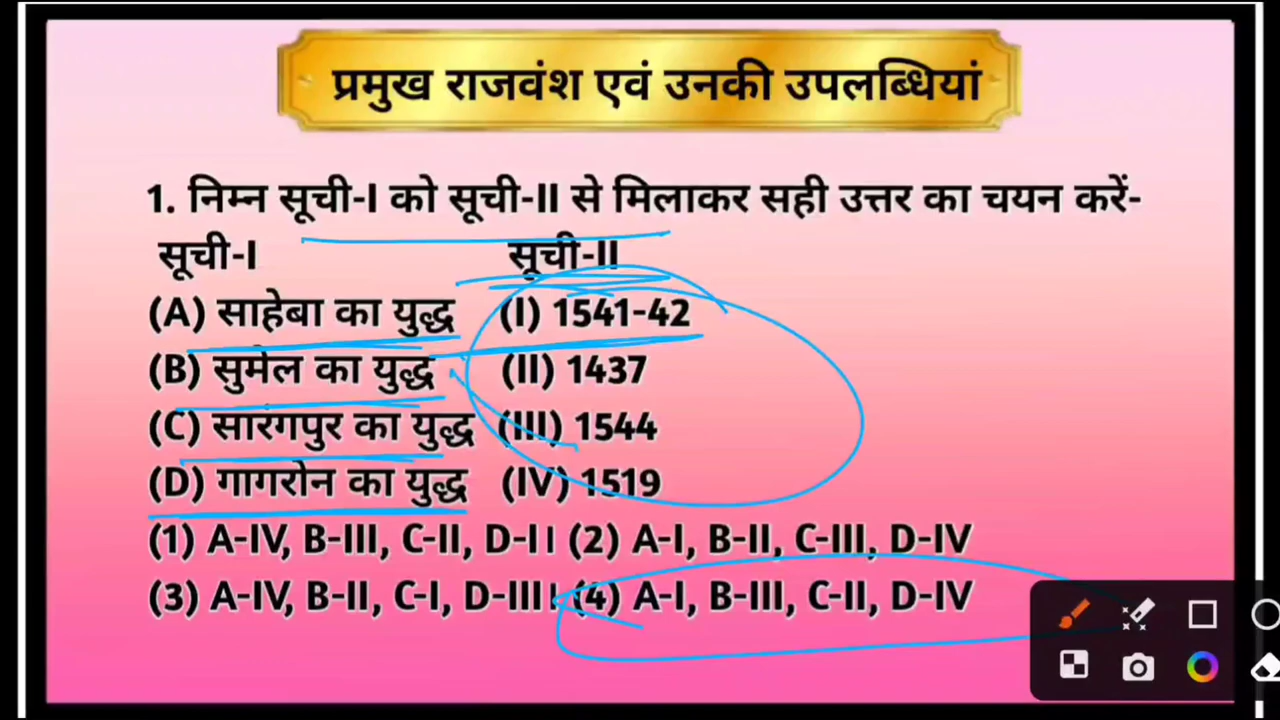 प्रमुख राजवंश एवं उनकी उपलब्धियां
1. निम्न सूची-I को सूची-II से मिलाकर सही उत्तर का चयन करें-
सूची-I सूची-II
(A) साहेबा का युद्ध (I) 1541-42
(B) सुमेल का युद्ध (II) 1437
(C) सारंगपुर का युद्ध (III) 1544
(D) गागरोन का युद्ध (IV) 1519
(1) A-IV, B-III, C-II, D-I। (2) A-I, B-II, C-III, D-IV
(3) A-IV, B-II, C-I, D-III। (4) A-I, B-III, C-II, D-IV